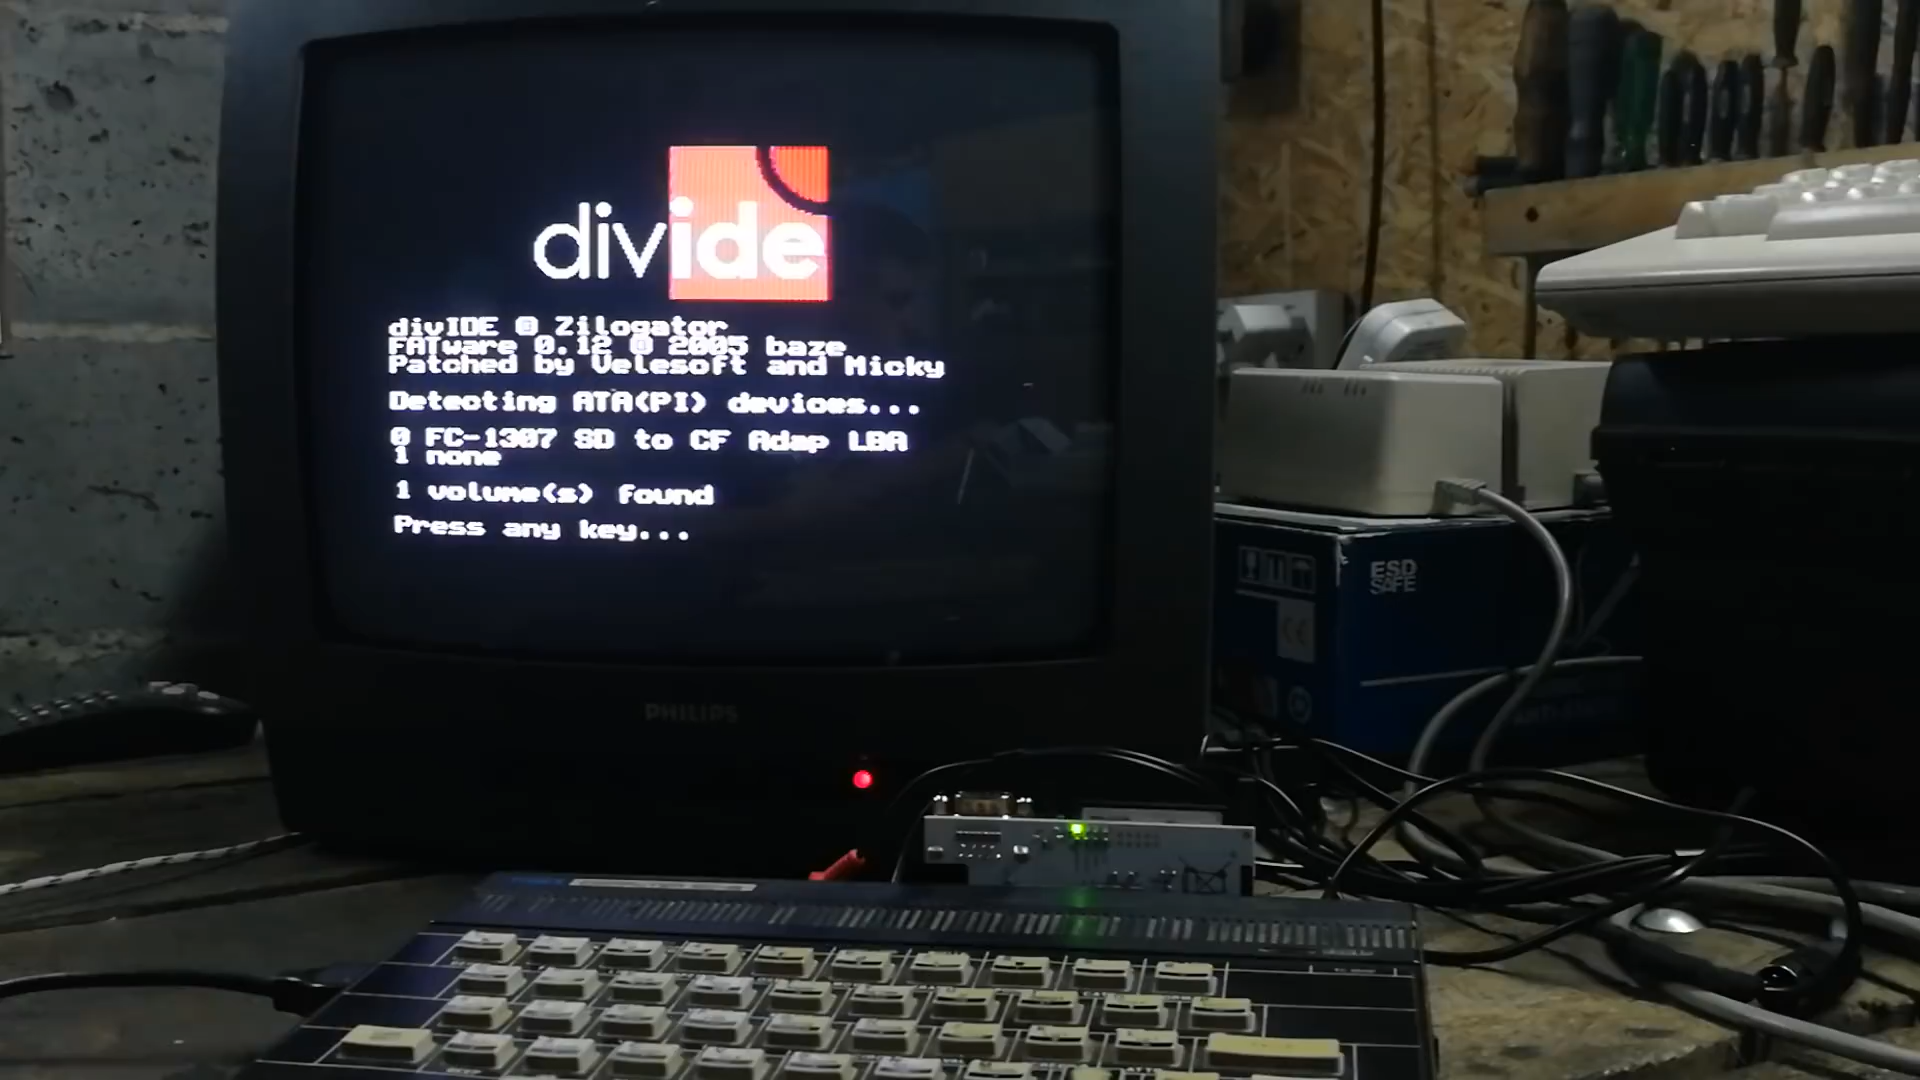 divide
divIDE @ Zilogator
FATware 0.12 @ 2005 baze
Patched by Velesoft and Micky
Detecting ATA(PI) devices...
0 FC-1307 SD to CF Adap LBA
1 none
1 volume(s) found
Press any key...
PHILIPS
ESD
SAFE
CE